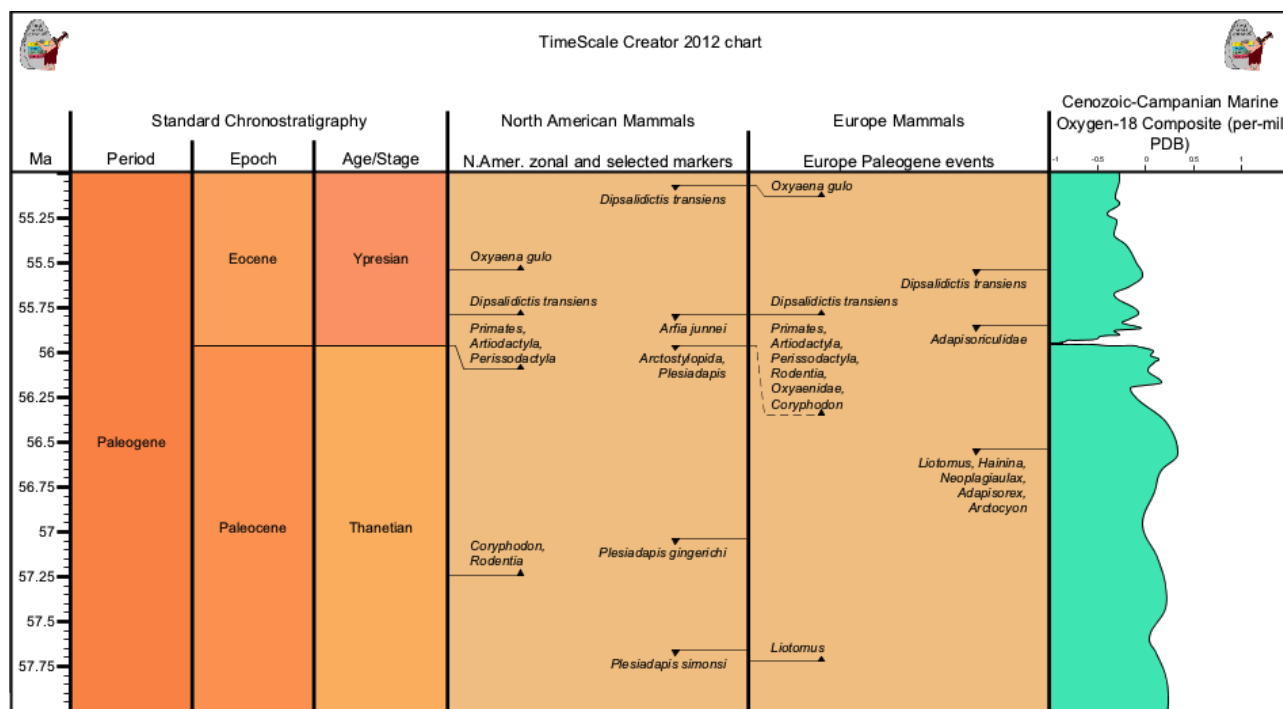 TimeScale Creator 2012 chart
Standard Chronostratigraphy
North American Mammals
Europe Mammals
Cenozoic-Campanian Marine
Oxygen-18 Composite (per-mil
PDB)
Ma
Period
Epoch
Age/Stage
N.Amer. zonal and selected markers
Europe Paleogene events
-1 -0.5 0 0.5 1
55.25
55.5
55.75
56
56.25
56.5
56.75
57
57.25
57.5
57.75
Paleogene
Eocene
Paleocene
Ypresian
Thanetian
Oxyaena gulo
Dipsalidictis transiens
Primates,
Artiodactyla,
Perissodactyla
Coryphodon,
Rodentia
Dipsalidictis transiens
Arfia junnei
Arctostylopida,
Plesiadapis
Plesiadapis gingerichi
Plesiadapis simonsi
Oxyaena gulo
Dipsalidictis transiens
Primates,
Artiodactyla,
Perissodactyla,
Rodentia,
Oxyaenidae,
Coryphodon
Liotomus
Dipsalidictis transiens
Adapisoriculidae
Liotomus, Hainina,
Neoplagiaulax,
Adapisorex,
Arctocyon